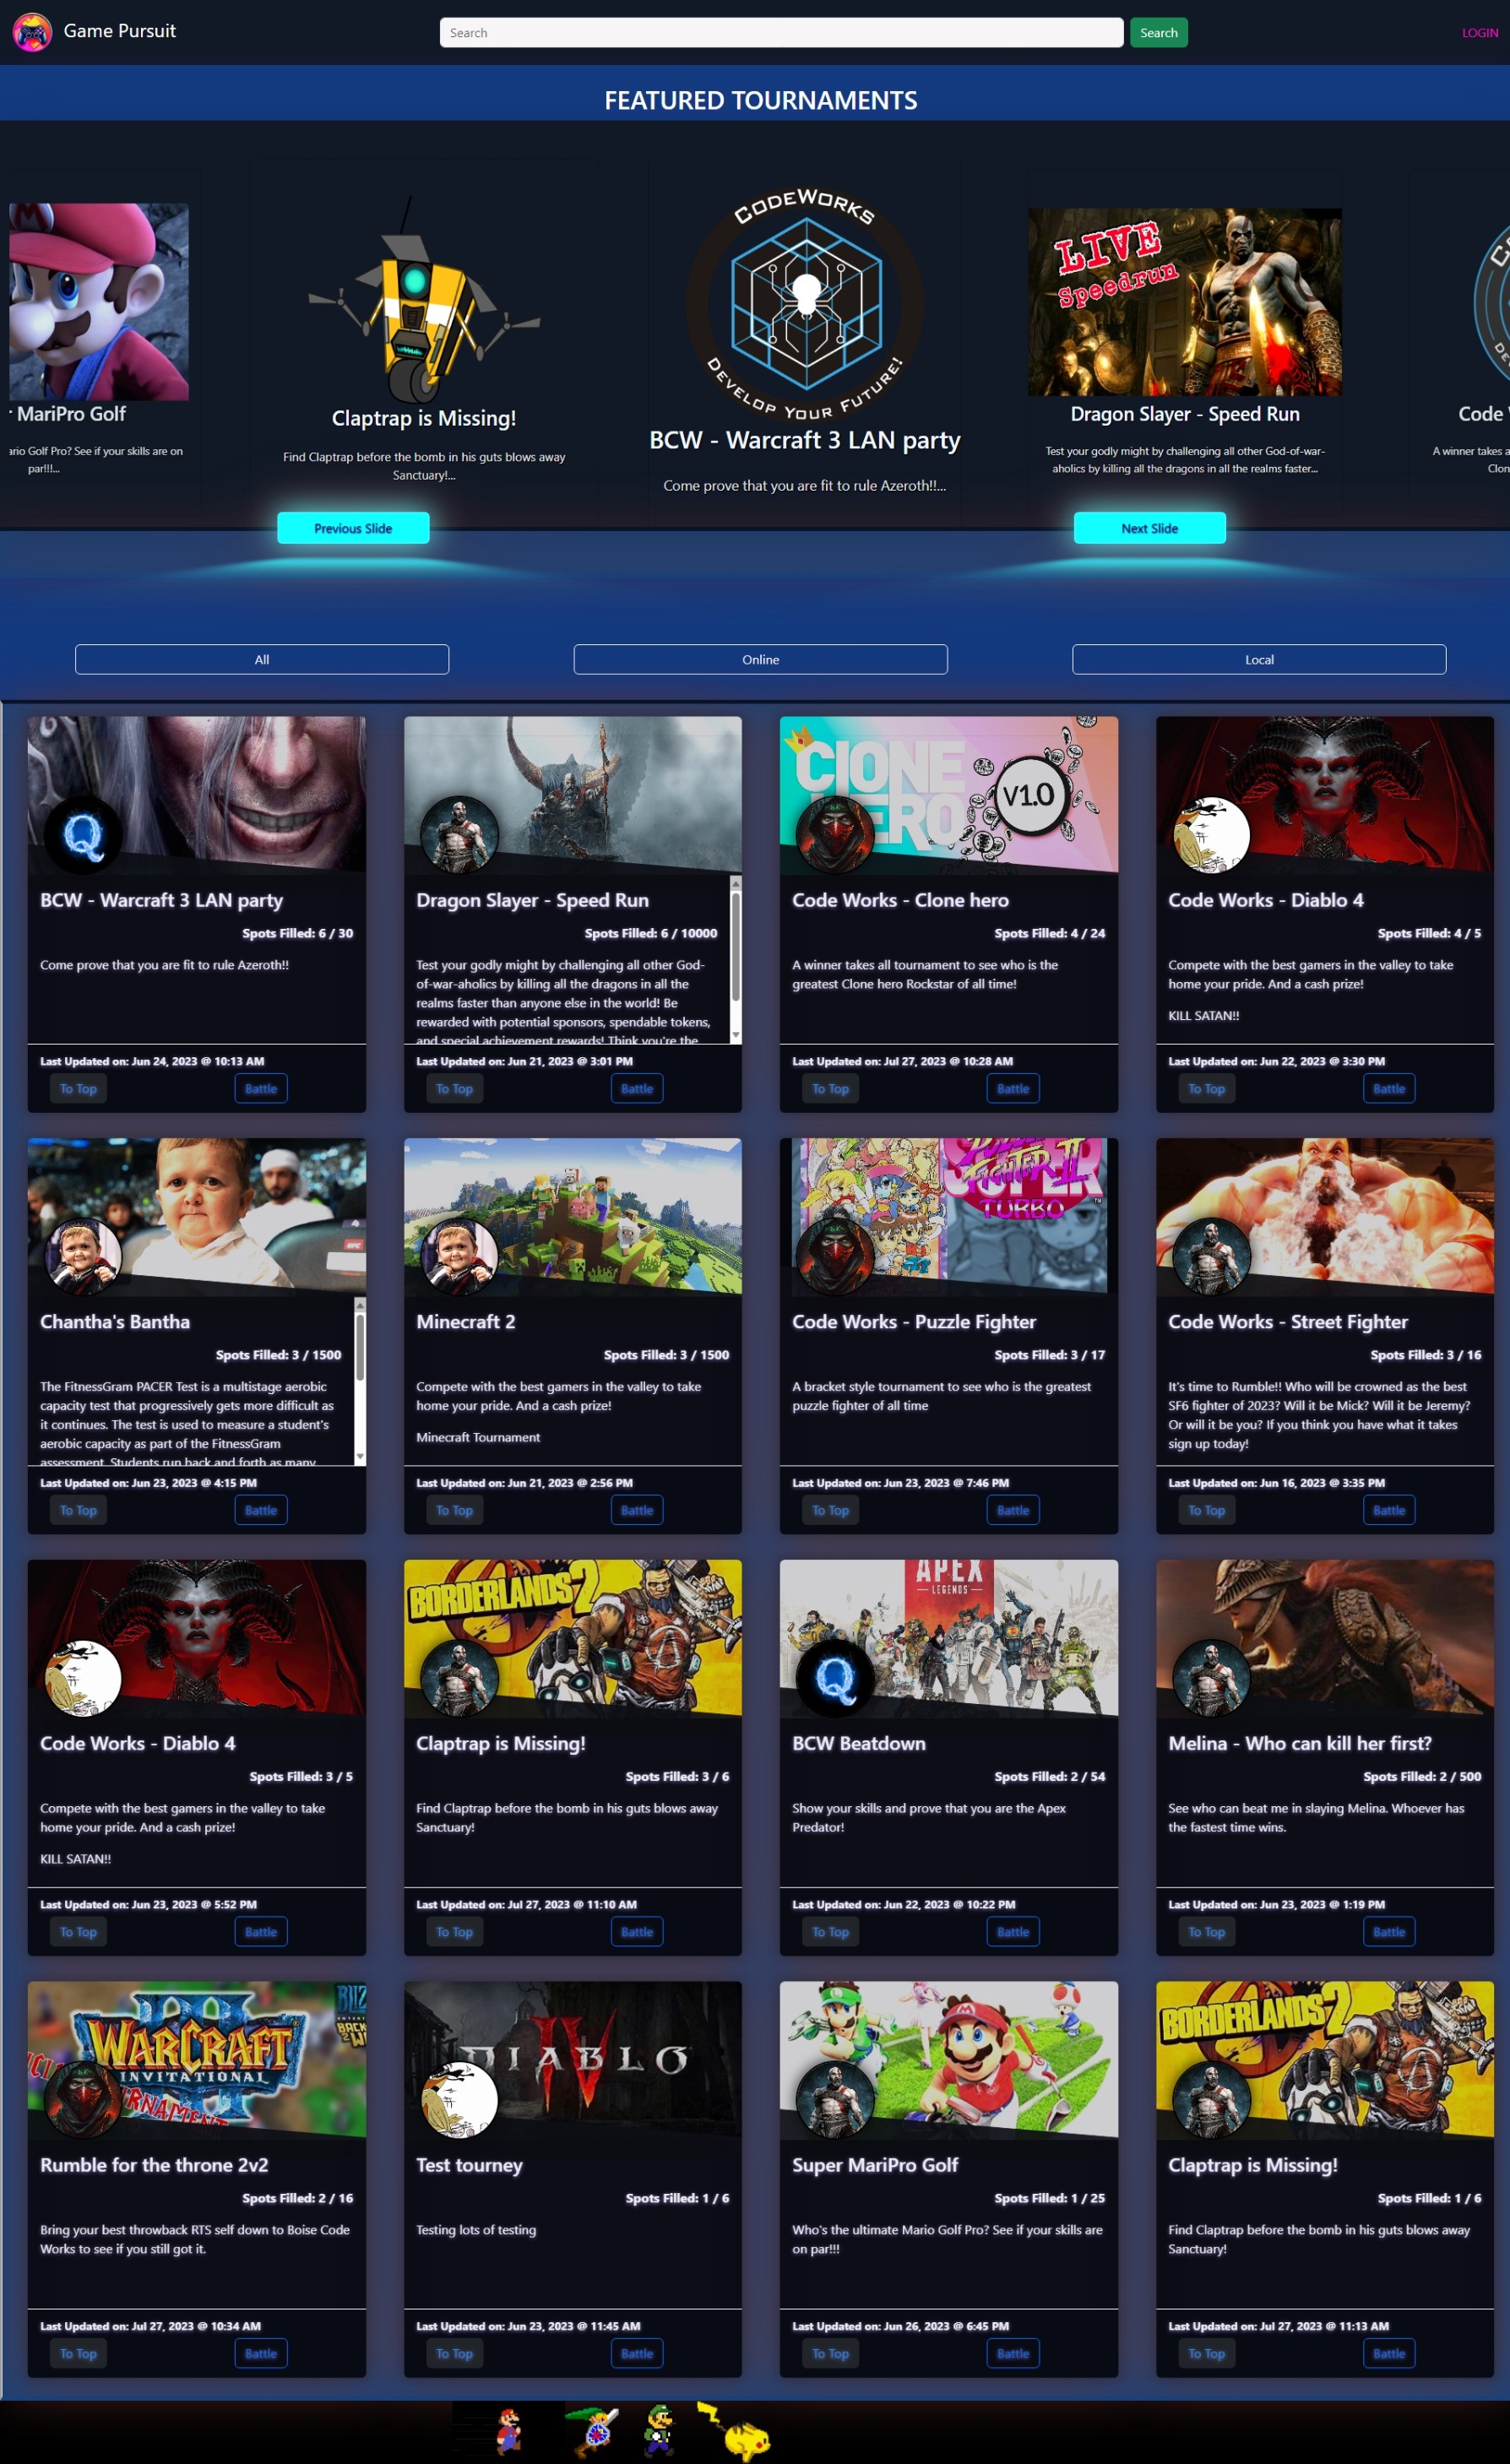 Game Pursuit
Search
Search
LOGIN
FEATURED TOURNAMENTS
LIVE
Speedrun
CODEWORKS
DEVELOP YOUR FUTURE!
r MariPro Golf
ario Golf Pro? See if your skills are on
par!!!...
Claptrap is Missing!
Find Claptrap before the bomb in his guts blows away
Sanctuary!...
BCW - Warcraft 3 LAN party
Come prove that you are fit to rule Azeroth!!...
Dragon Slayer - Speed Run
Test your godly might by challenging all other God-of-war-
aholics by killing all the dragons in all the realms faster...
Code
A winner takes a
Clon
Previous Slide
Next Slide
All
Online
Local
Q
BCW - Warcraft 3 LAN party
Spots Filled: 6 / 30
Come prove that you are fit to rule Azeroth!!
Last Updated on: Jun 24, 2023 @ 10:13 AM
To Top
Battle
Dragon Slayer - Speed Run
Spots Filled: 6 / 10000
Test your godly might by challenging all other God-
of-war-aholics by killing all the dragons in all the
realms faster than anyone else in the world! Be
rewarded with potential sponsors, spendable tokens,
and special achievement rewards! Think you're the
Last Updated on: Jun 21, 2023 @ 3:01 PM
To Top
Battle
CLONE
HERO
V1.0
Code Works - Clone hero
Spots Filled: 4 / 24
A winner takes all tournament to see who is the
greatest Clone hero Rockstar of all time!
Last Updated on: Jul 27, 2023 @ 10:28 AM
To Top
Battle
Code Works - Diablo 4
Spots Filled: 4 / 5
Compete with the best gamers in the valley to take
home your pride. And a cash prize!
KILL SATAN!!
Last Updated on: Jun 22, 2023 @ 3:30 PM
To Top
Battle
Chantha's Bantha
Spots Filled: 3 / 1500
The FitnessGram PACER Test is a multistage aerobic
capacity test that progressively gets more difficult as
it continues. The test is used to measure a student's
aerobic capacity as part of the FitnessGram
assessment. Students run back and forth as many
Last Updated on: Jun 23, 2023 @ 4:15 PM
To Top
Battle
Minecraft 2
Spots Filled: 3 / 1500
Compete with the best gamers in the valley to take
home your pride. And a cash prize!
Minecraft Tournament
Last Updated on: Jun 21, 2023 @ 2:56 PM
To Top
Battle
FIGHTER II
TURBO
Code Works - Puzzle Fighter
Spots Filled: 3 / 17
A bracket style tournament to see who is the greatest
puzzle fighter of all time
Last Updated on: Jun 23, 2023 @ 7:46 PM
To Top
Battle
Code Works - Street Fighter
Spots Filled: 3 / 16
It's time to Rumble!! Who will be crowned as the best
SF6 fighter of 2023? Will it be Mick? Will it be Jeremy?
Or will it be you? If you think you have what it takes
sign up today!
Last Updated on: Jun 16, 2023 @ 3:35 PM
To Top
Battle
Code Works - Diablo 4
Spots Filled: 3 / 5
Compete with the best gamers in the valley to take
home your pride. And a cash prize!
KILL SATAN!!
Last Updated on: Jun 23, 2023 @ 5:52 PM
To Top
Battle
BORDERLANDS 2
Claptrap is Missing!
Spots Filled: 3 / 6
Find Claptrap before the bomb in his guts blows away
Sanctuary!
Last Updated on: Jul 27, 2023 @ 11:10 AM
To Top
Battle
APEX
LEGENDS
Q
BCW Beatdown
Spots Filled: 2 / 54
Show your skills and prove that you are the Apex
Predator!
Last Updated on: Jun 22, 2023 @ 10:22 PM
To Top
Battle
Melina - Who can kill her first?
Spots Filled: 2 / 500
See who can beat me in slaying Melina. Whoever has
the fastest time wins.
Last Updated on: Jun 23, 2023 @ 1:19 PM
To Top
Battle
WARCRAFT
III
INVITATIONAL
Rumble for the throne 2v2
Spots Filled: 2 / 16
Bring your best throwback RTS self down to Boise Code
Works to see if you still got it.
Last Updated on: Jul 27, 2023 @ 10:34 AM
To Top
Battle
DIABLO
IV
Test tourney
Spots Filled: 1 / 6
Testing lots of testing
Last Updated on: Jun 23, 2023 @ 11:45 AM
To Top
Battle
Super MariPro Golf
Spots Filled: 1 / 25
Who's the ultimate Mario Golf Pro? See if your skills are
on par!!!
Last Updated on: Jun 26, 2023 @ 6:45 PM
To Top
Battle
BORDERLANDS 2
Claptrap is Missing!
Spots Filled: 1 / 6
Find Claptrap before the bomb in his guts blows away
Sanctuary!
Last Updated on: Jul 27, 2023 @ 11:13 AM
To Top
Battle